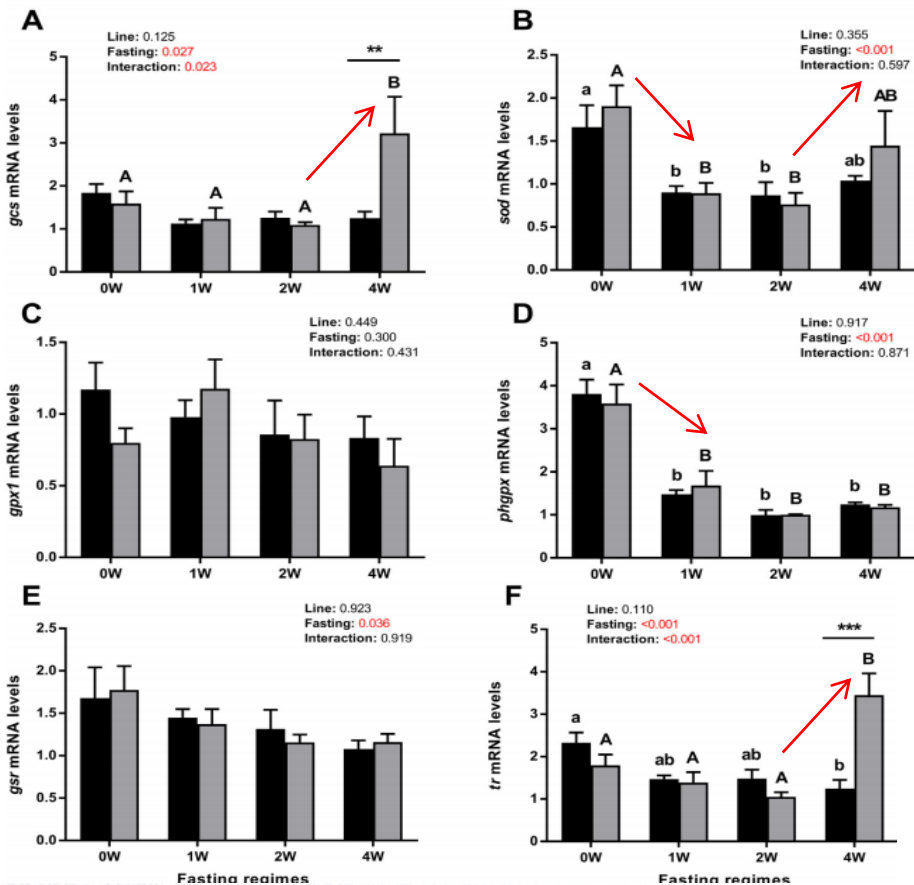 A
Line: 0.125
Fasting: 0.027
Interaction: 0.023
**
gcs mRNA levels
5
4
3
2
1
0
A
A
A
B
0W
1W
2W
4W
Fasting regimes
B
Line: 0.355
Fasting: <0.001
Interaction: 0.597
sod mRNA levels
2.5
2.0
1.5
1.0
0.5
0.0
a
A
b
B
b
B
ab
AB
0W
1W
2W
4W
Fasting regimes
C
Line: 0.449
Fasting: 0.300
Interaction: 0.431
gpx1 mRNA levels
1.5
1.0
0.5
0.0
0W
1W
2W
4W
D
Line: 0.917
Fasting: <0.001
Interaction: 0.871
phgpx mRNA levels
5
4
3
2
1
0
a
A
b
B
b
B
b
B
0W
1W
2W
4W
E
Line: 0.923
Fasting: 0.036
Interaction: 0.919
gsr mRNA levels
2.5
2.0
1.5
1.0
0.5
0.0
0W
1W
2W
4W
Fasting regimes
F
Line: 0.110
Fasting: <0.001
Interaction: <0.001
***
tr mRNA levels
5
4
3
2
1
0
a
A
ab
A
ab
A
b
B
0W
1W
2W
4W
Fasting regimes